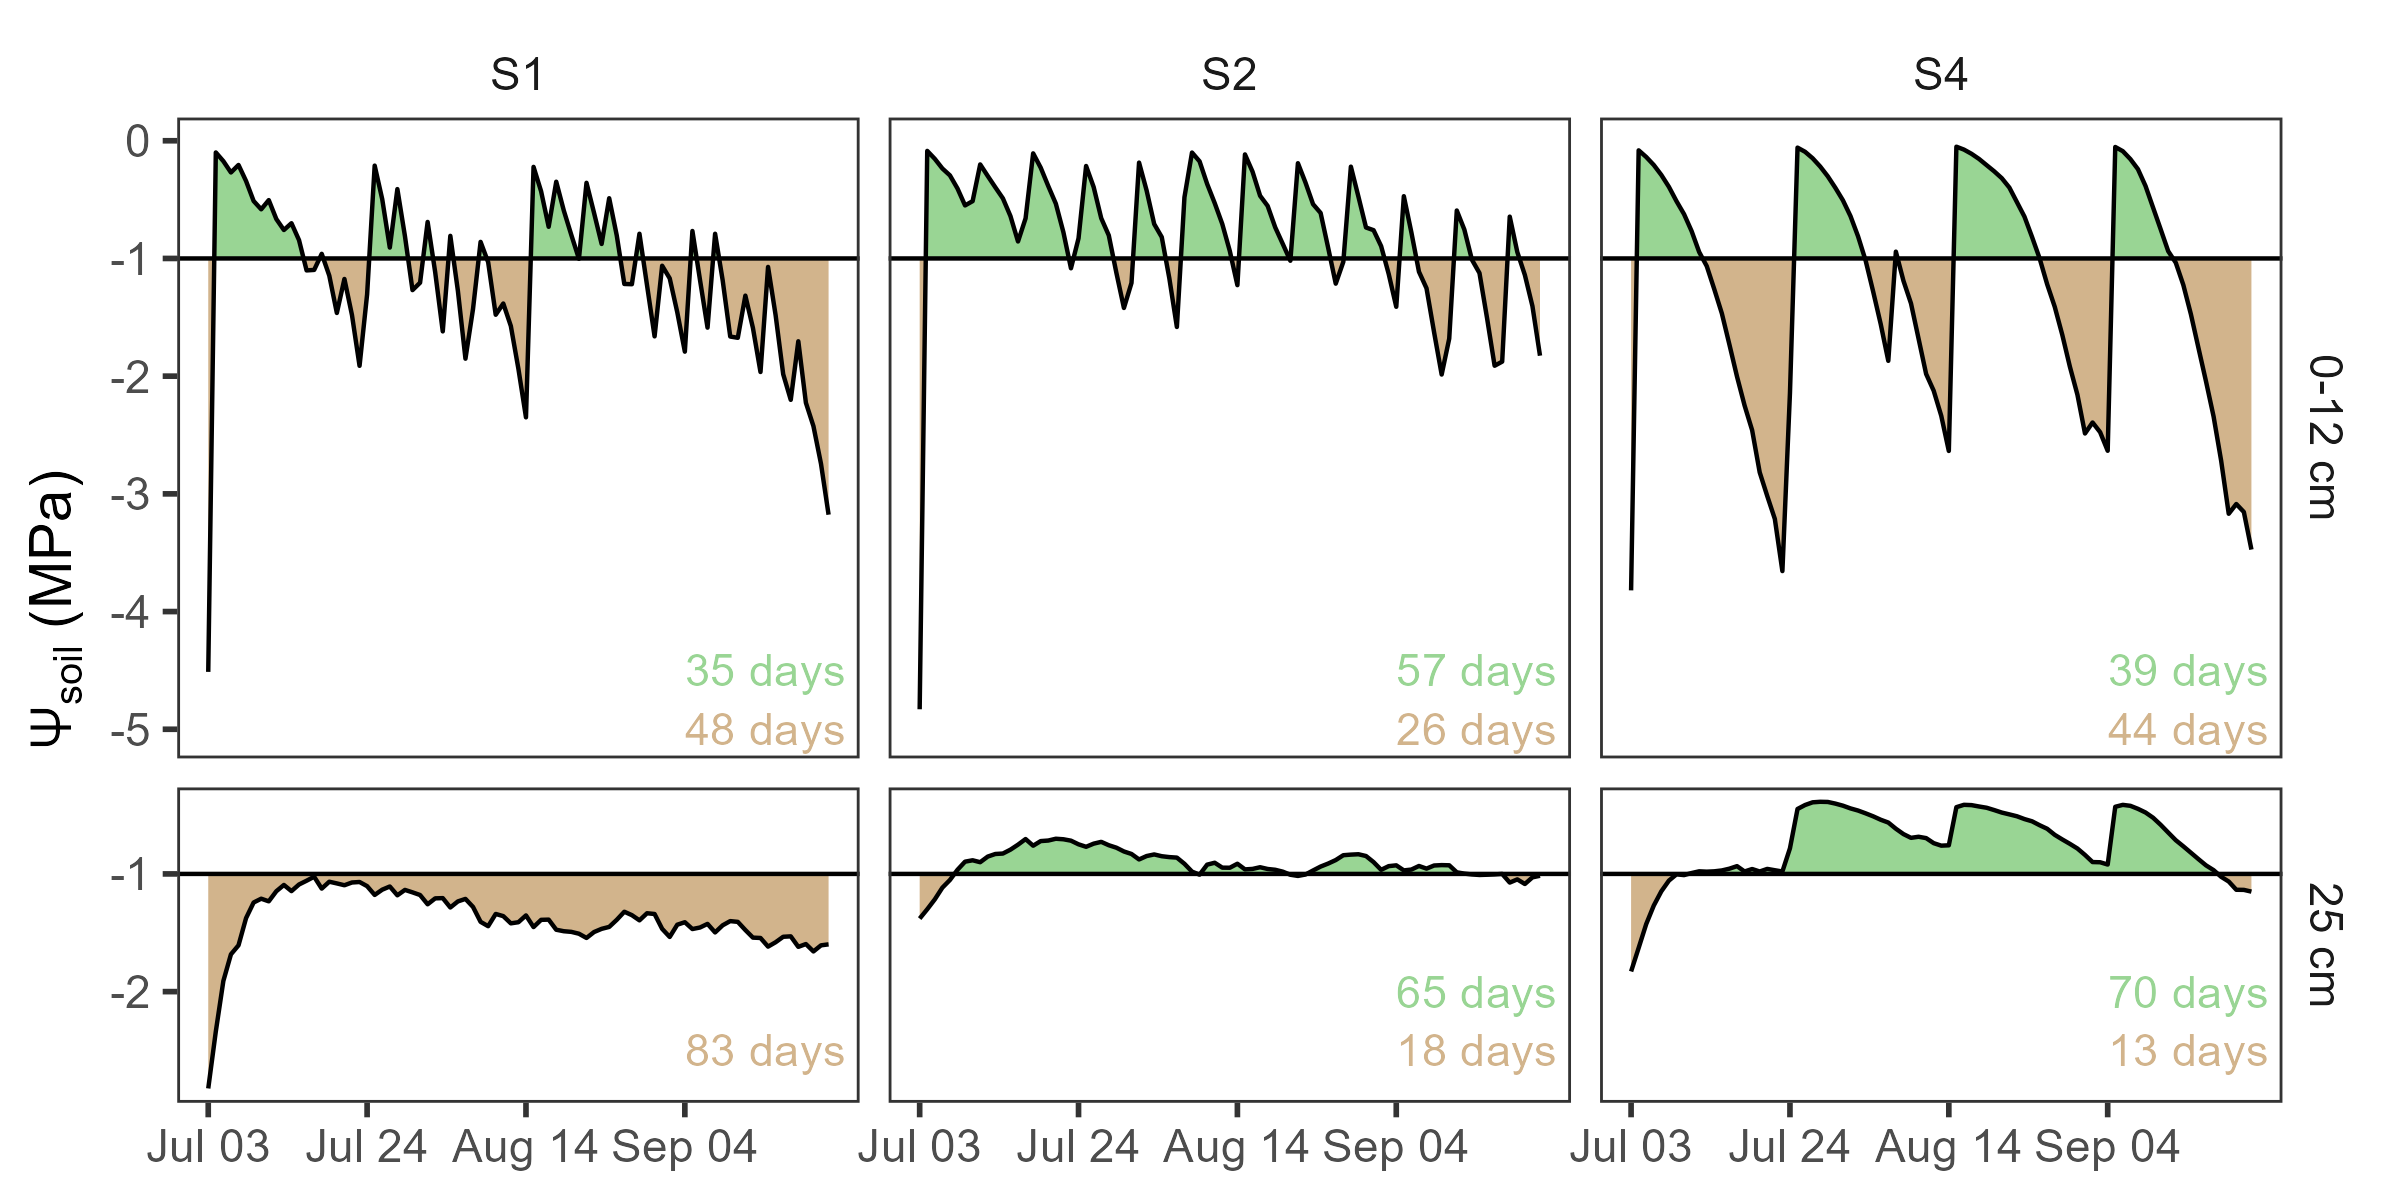 S1 S2 S4
0
-1
-2
-3
-4
-5
Ψsoil (MPa)
35 days
48 days
57 days
26 days
39 days
44 days
0-12 cm
-1
-2
83 days
65 days
18 days
70 days
13 days
25 cm
Jul 03 Jul 24 Aug 14 Sep 04 Jul 03 Jul 24 Aug 14 Sep 04 Jul 03 Jul 24 Aug 14 Sep 04